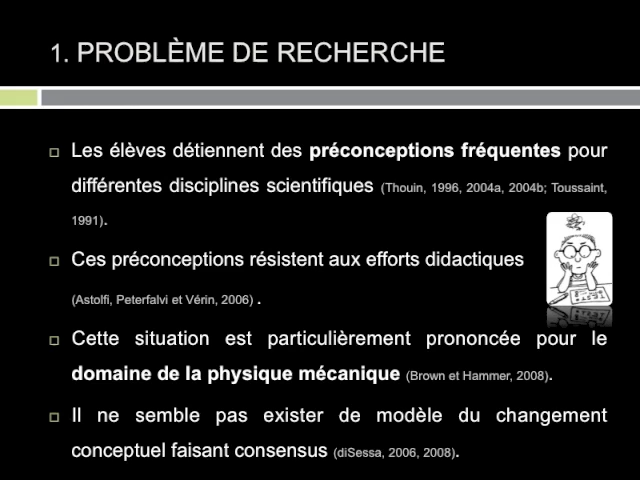 1. PROBLÈME DE RECHERCHE
Les élèves détiennent des préconceptions fréquentes pour
différentes disciplines scientifiques (Thouin, 1996, 2004a, 2004b; Toussaint,
1991).
Ces préconceptions résistent aux efforts didactiques
(Astolfi, Peterfalvi et Vérin, 2006) .
Cette situation est particulièrement prononcée pour le
domaine de la physique mécanique (Brown et Hammer, 2008).
Il ne semble pas exister de modèle du changement
conceptuel faisant consensus (diSessa, 2006, 2008).